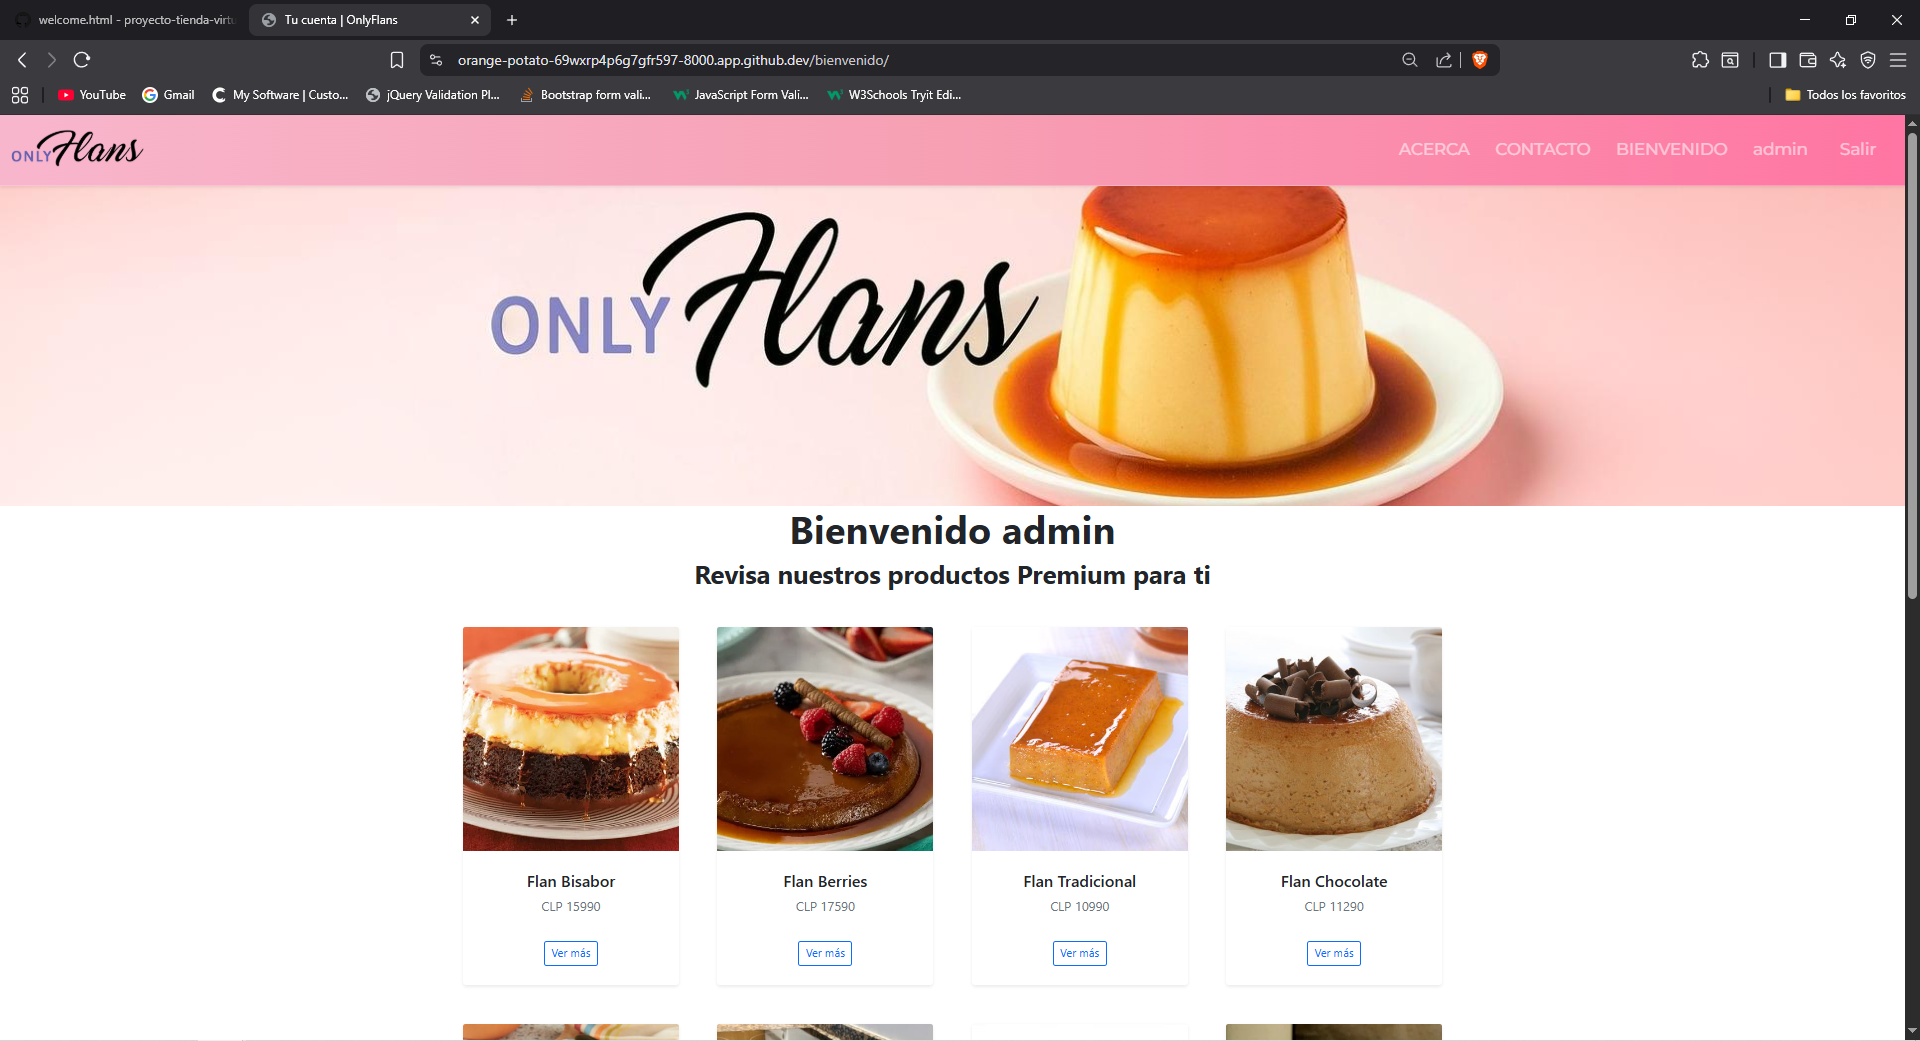 welcome.html - proyecto-tienda-virtu
Tu cuenta | OnlyFlans
orange-potato-69wxrp4p6g7gfr597-8000.app.github.dev/bienvenido/
YouTube
Gmail
My Software | Custo...
jQuery Validation Pl...
Bootstrap form vali...
JavaScript Form Vali...
W3Schools Tryit Edi...
Todos los favoritos
ONLY Flans
ACERCA
CONTACTO
BIENVENIDO
admin
Salir
ONLY Flans
Bienvenido admin
Revisa nuestros productos Premium para ti
Flan Bisabor
CLP 15990
Ver más
Flan Berries
CLP 17590
Ver más
Flan Tradicional
CLP 10990
Ver más
Flan Chocolate
CLP 11290
Ver más